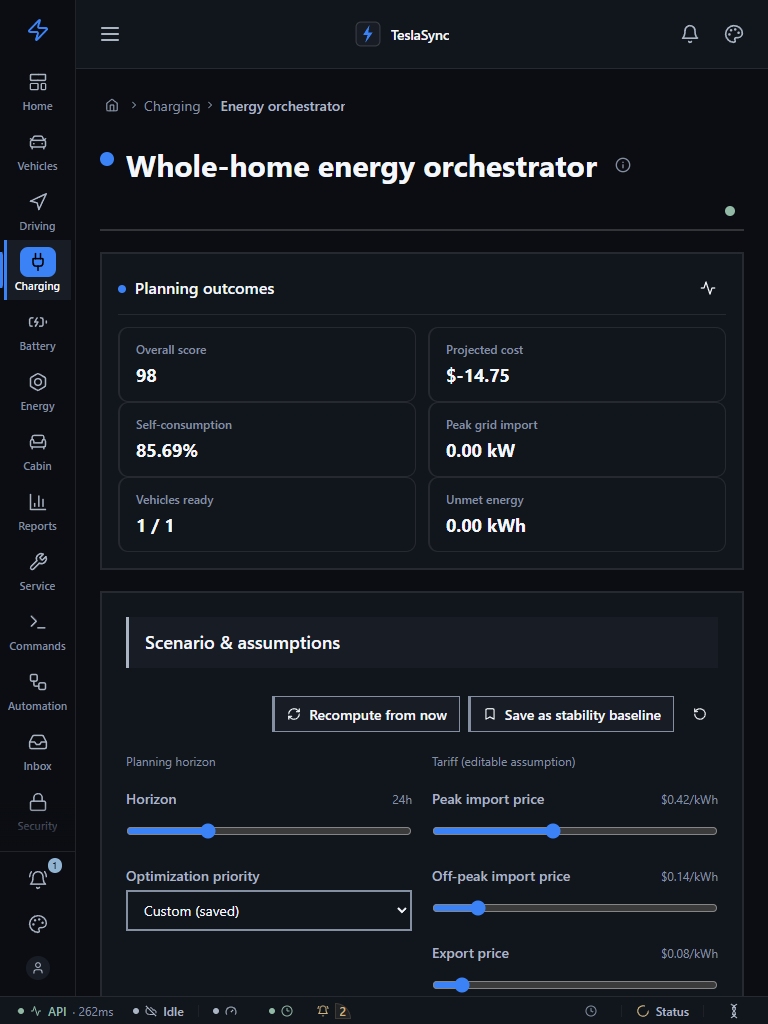 TeslaSync
Home
Vehicles
Driving
Charging
Battery
Energy
Cabin
Reports
Service
Commands
Automation
Inbox
Security
1
Charging
Energy orchestrator
Whole-home energy orchestrator
Planning outcomes
Overall score
98
Projected cost
$-14.75
Self-consumption
85.69%
Peak grid import
0.00 kW
Vehicles ready
1 / 1
Unmet energy
0.00 kWh
Scenario & assumptions
Recompute from now
Save as stability baseline
Planning horizon
Horizon 24h
Optimization priority
Custom (saved)
Tariff (editable assumption)
Peak import price $0.42/kWh
Off-peak import price $0.14/kWh
Export price $0.08/kWh
API · 262ms
Idle
2
Status